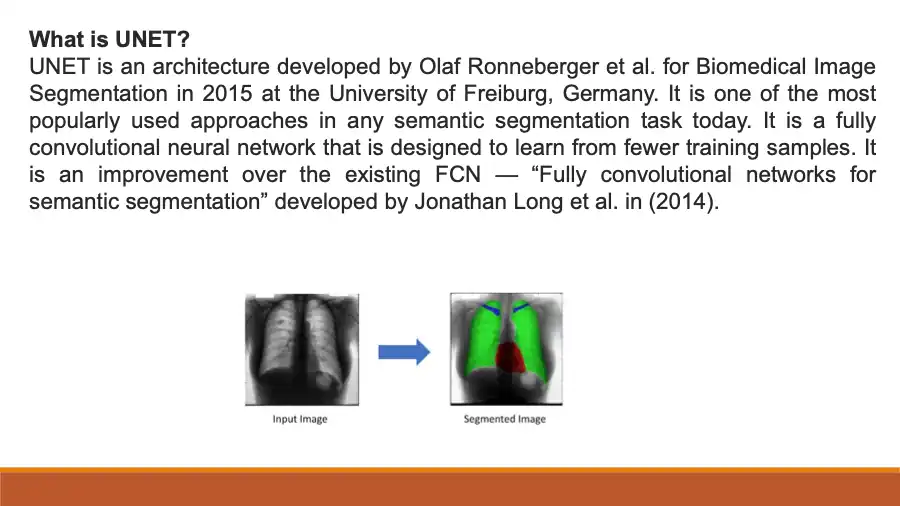 What is UNET?
UNET is an architecture developed by Olaf Ronneberger et al. for Biomedical Image
Segmentation in 2015 at the University of Freiburg, Germany. It is one of the most
popularly used approaches in any semantic segmentation task today. It is a fully
convolutional neural network that is designed to learn from fewer training samples. It
is an improvement over the existing FCN — “Fully convolutional networks for
semantic segmentation” developed by Jonathan Long et al. in (2014).
Input Image
Segmented Image